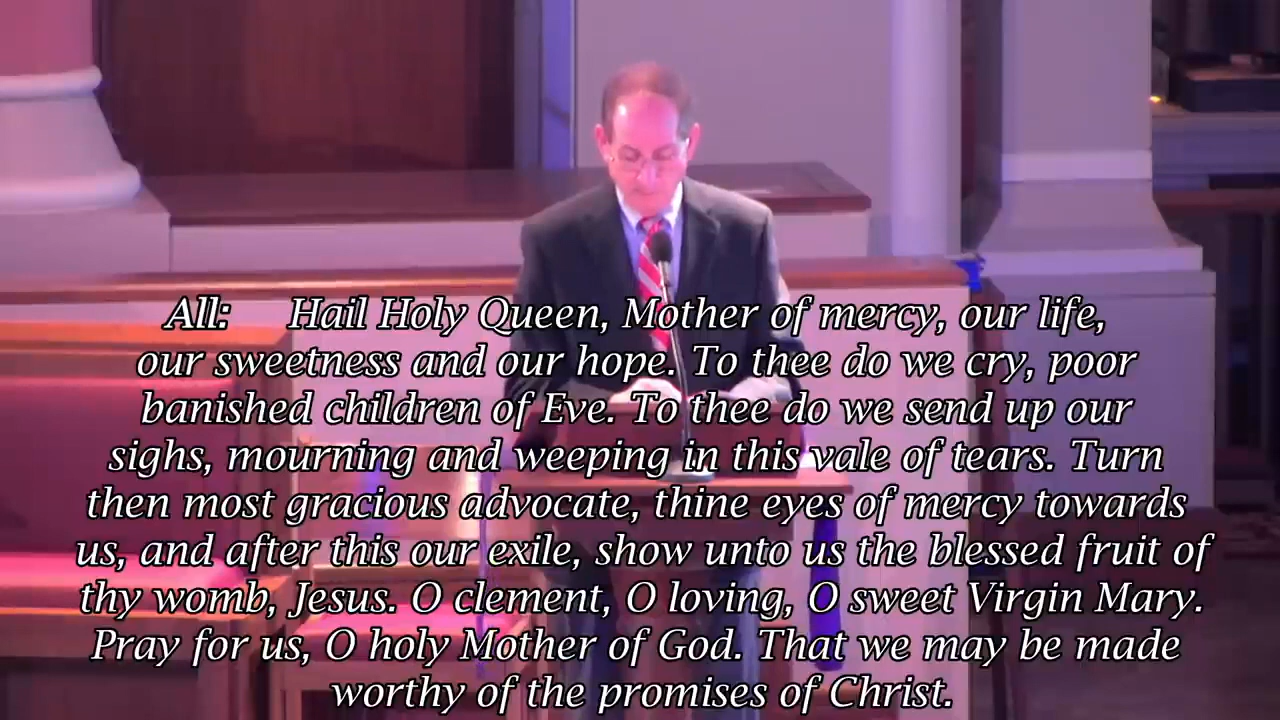 All: Hail Holy Queen, Mother of mercy, our life,
our sweetness and our hope. To thee do we cry, poor
banished children of Eve. To thee do we send up our
sighs, mourning and weeping in this vale of tears. Turn
then most gracious advocate, thine eyes of mercy towards
us, and after this our exile, show unto us the blessed fruit of
thy womb, Jesus. O clement, O loving, O sweet Virgin Mary.
Pray for us, O holy Mother of God. That we may be made
worthy of the promises of Christ.